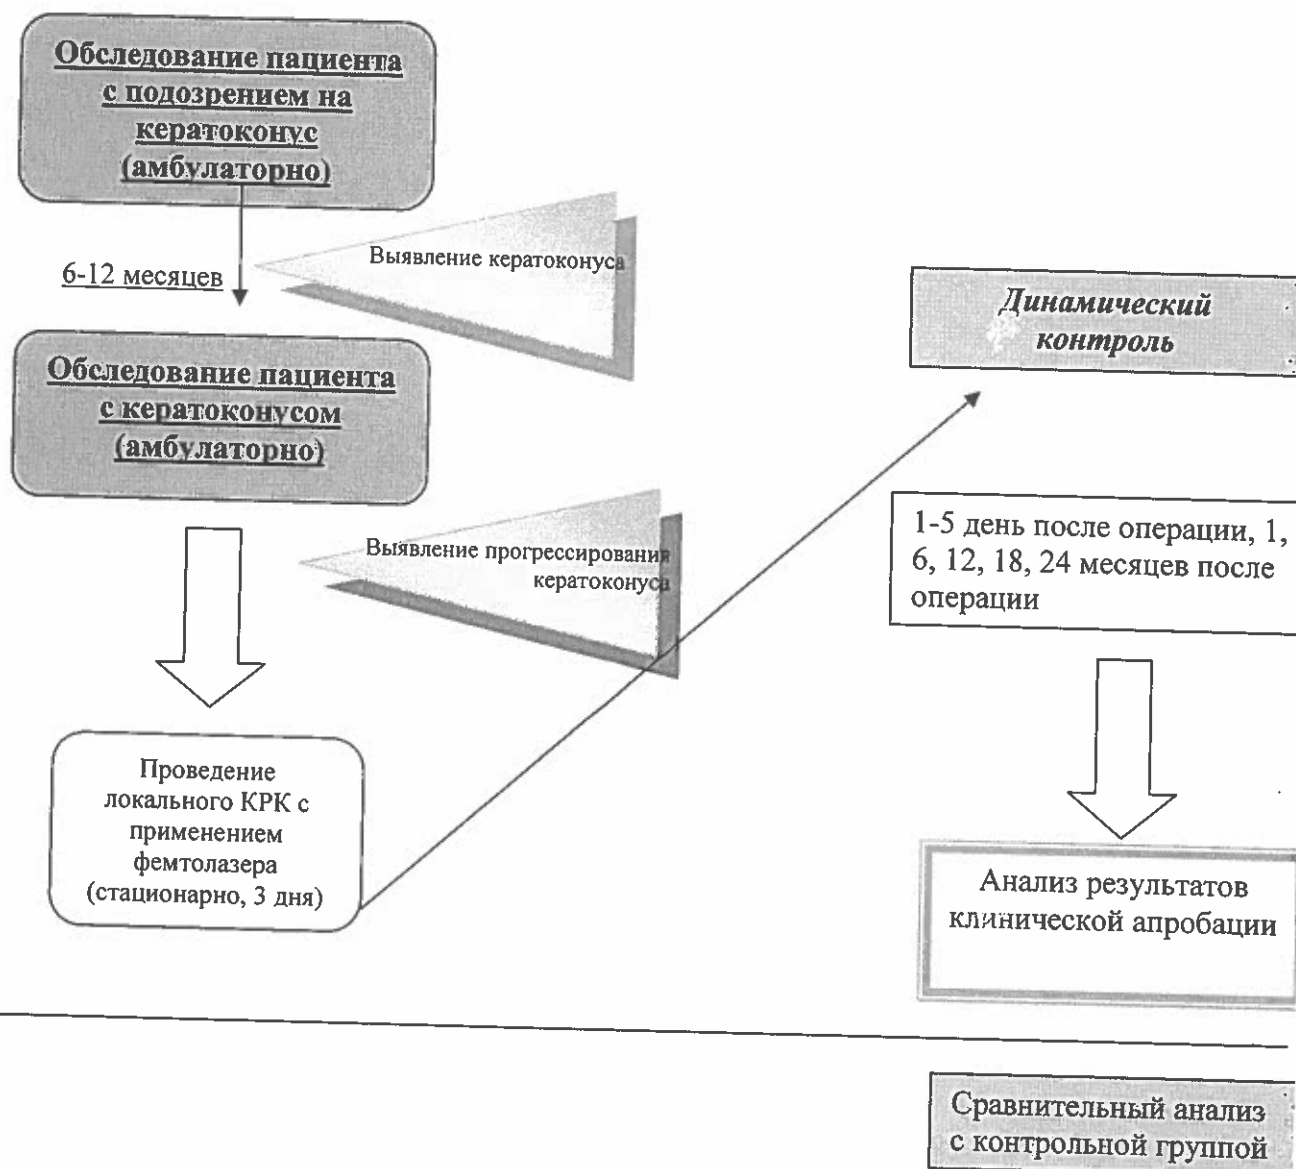 Обследование пациента
с подозрением на
кератоконус
(амбулаторно)
6-12 месяцев
Выявление кератоконуса
Обследование пациента
с кератоконусом
(амбулаторно)
Выявление прогрессирования
кератоконуса
Проведение
локального КРК с
применением
фемтолазера
(стационарно, 3 дня)
Динамический
контроль
1-5 день после операции, 1,
6, 12, 18, 24 месяцев после
операции
Анализ результатов
клинической апробации
Сравнительный анализ
с контрольной группой